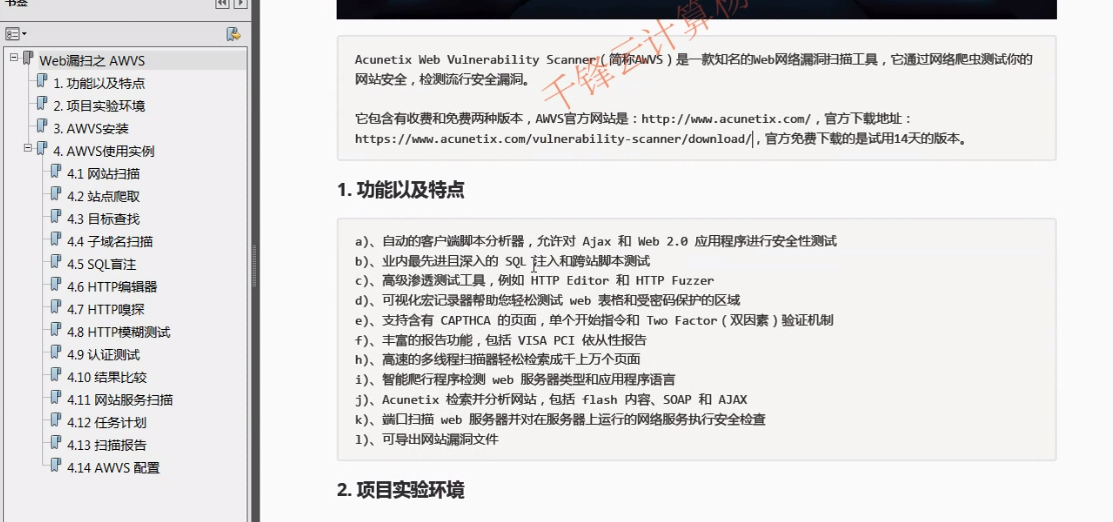 书签
Web漏扫之 AWVS
1. 功能以及特点
2. 项目实验环境
3. AWVS安装
4. AWVS使用实例
4.1 网站扫描
4.2 站点爬取
4.3 目标查找
4.4 子域名扫描
4.5 SQL盲注
4.6 HTTP编辑器
4.7 HTTP嗅探
4.8 HTTP模糊测试
4.9 认证测试
4.10 结果比较
4.11 网站服务扫描
4.12 任务计划
4.13 扫描报告
4.14 AWVS 配置
千锋云计算杨
Acunetix Web Vulnerability Scanner（简称AWVS）是一款知名的Web网络漏洞扫描工具，它通过网络爬虫测试你的
网站安全，检测流行安全漏洞。
它包含有收费和免费两种版本，AWVS官方网站是：http://www.acunetix.com/，官方下载地址：
https://www.acunetix.com/vulnerability-scanner/download/，官方免费下载的是试用14天的版本。
1. 功能以及特点
a)、自动的客户端脚本分析器，允许对 Ajax 和 Web 2.0 应用程序进行安全性测试
b)、业内最先进且深入的 SQL 注入和跨站脚本测试
c)、高级渗透测试工具，例如 HTTP Editor 和 HTTP Fuzzer
d)、可视化宏记录器帮助您轻松测试 web 表格和受密码保护的区域
e)、支持含有 CAPTHCA 的页面，单个开始指令和 Two Factor（双因素）验证机制
f)、丰富的报告功能，包括 VISA PCI 依从性报告
h)、高速的多线程扫描器轻松检索成千上万个页面
i)、智能爬行程序检测 web 服务器类型和应用程序语言
j)、Acunetix 检索并分析网站，包括 flash 内容、SOAP 和 AJAX
k)、端口扫描 web 服务器并对在服务器上运行的网络服务执行安全检查
l)、可导出网站漏洞文件
2. 项目实验环境